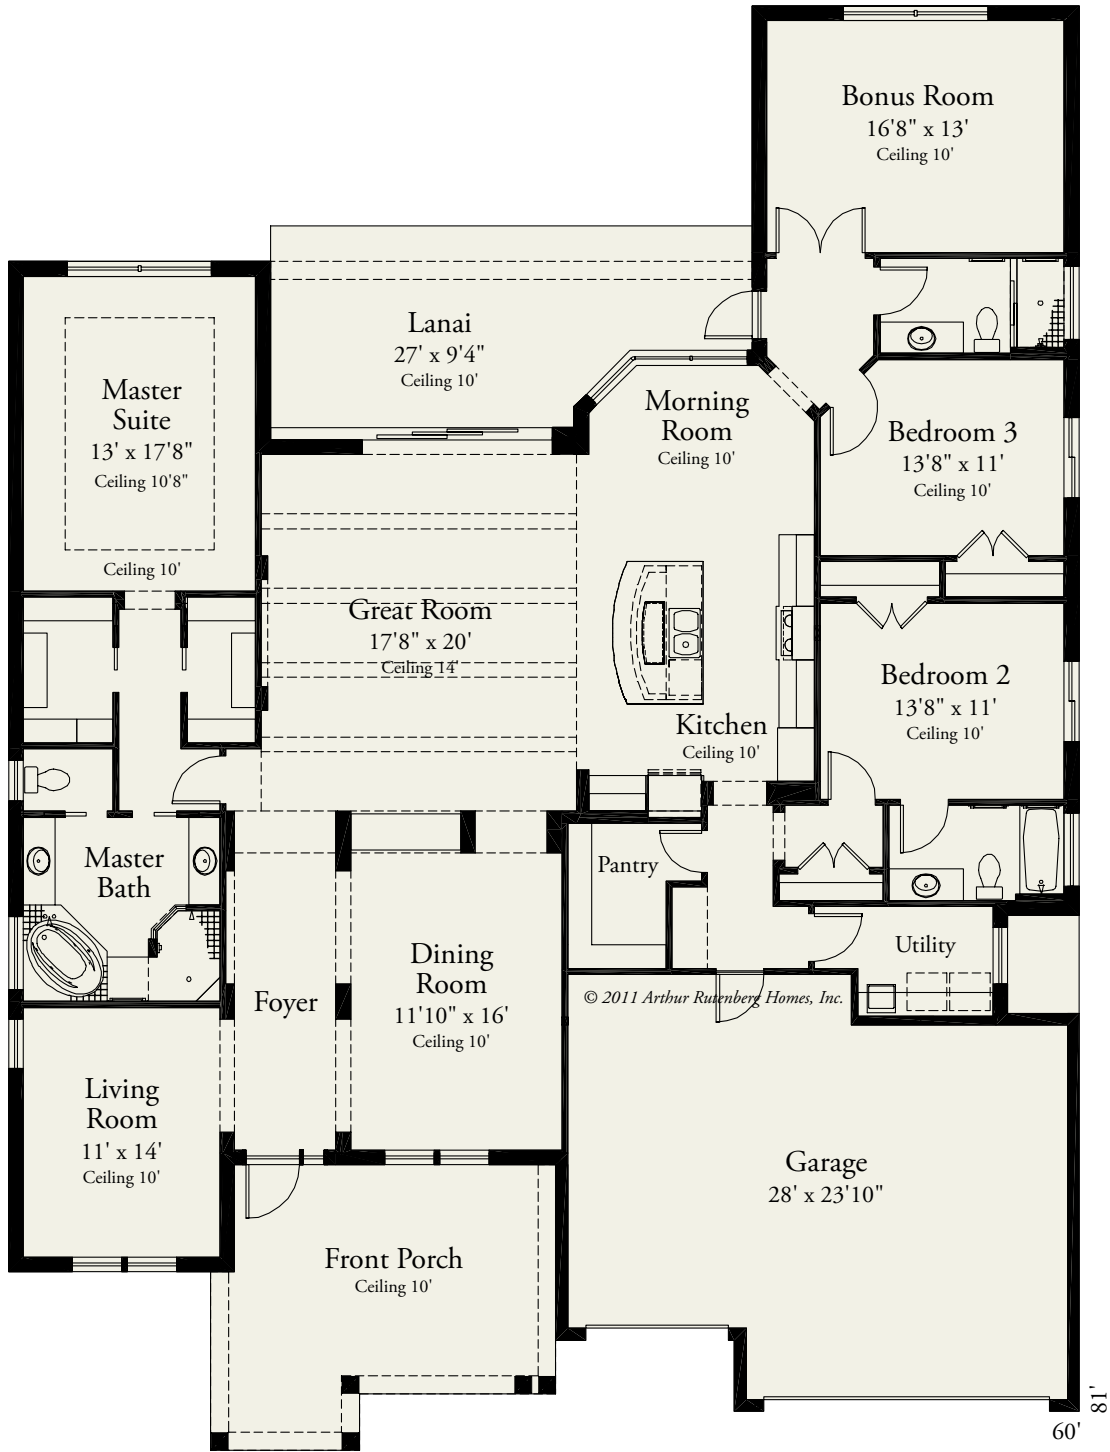 Bonus Room
16'8" x 13'
Ceiling 10'
Lanai
27' x 9'4"
Ceiling 10'
Master
Suite
13' x 17'8"
Ceiling 10'8"
Ceiling 10'
Morning
Room
Ceiling 10'
Bedroom 3
13'8" x 11'
Ceiling 10'
Great Room
17'8" x 20'
Ceiling 14'
Bedroom 2
13'8" x 11'
Ceiling 10'
Kitchen
Ceiling 10'
Master
Bath
Pantry
Utility
Dining
Room
11'10" x 16'
Ceiling 10'
Foyer
© 2011 Arthur Rutenberg Homes, Inc.
Living
Room
11' x 14'
Ceiling 10'
Garage
28' x 23'10"
Front Porch
Ceiling 10'
81'
60'